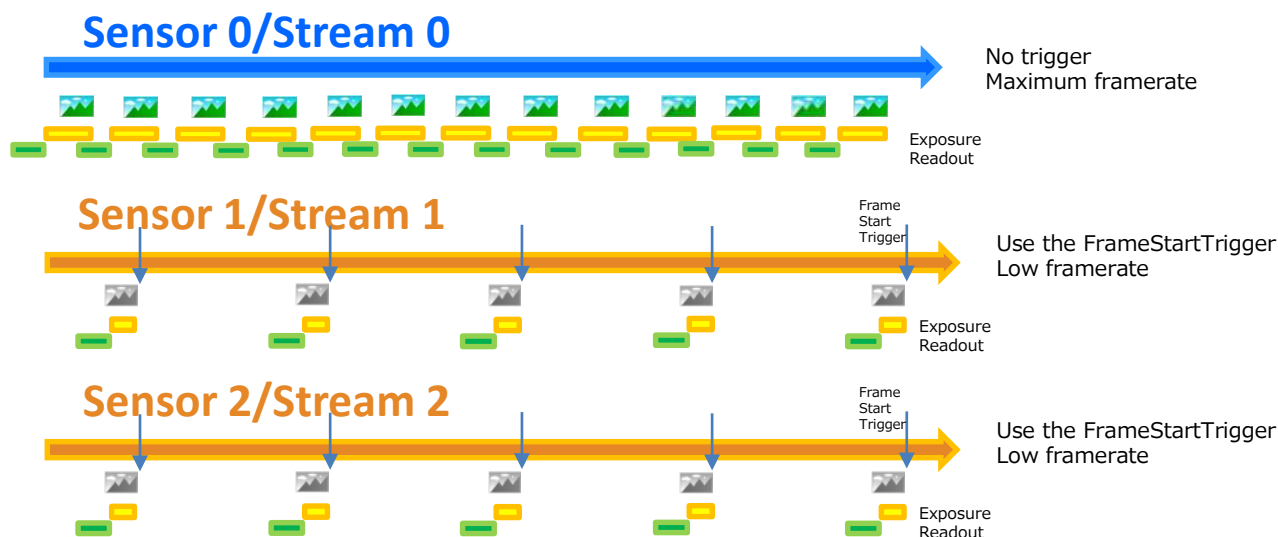 Sensor 0/Stream 0
No trigger
Maximum framerate
Exposure
Readout
Sensor 1/Stream 1
Frame
Start
Trigger
Use the FrameStartTrigger
Low framerate
Exposure
Readout
Sensor 2/Stream 2
Frame
Start
Trigger
Use the FrameStartTrigger
Low framerate
Exposure
Readout